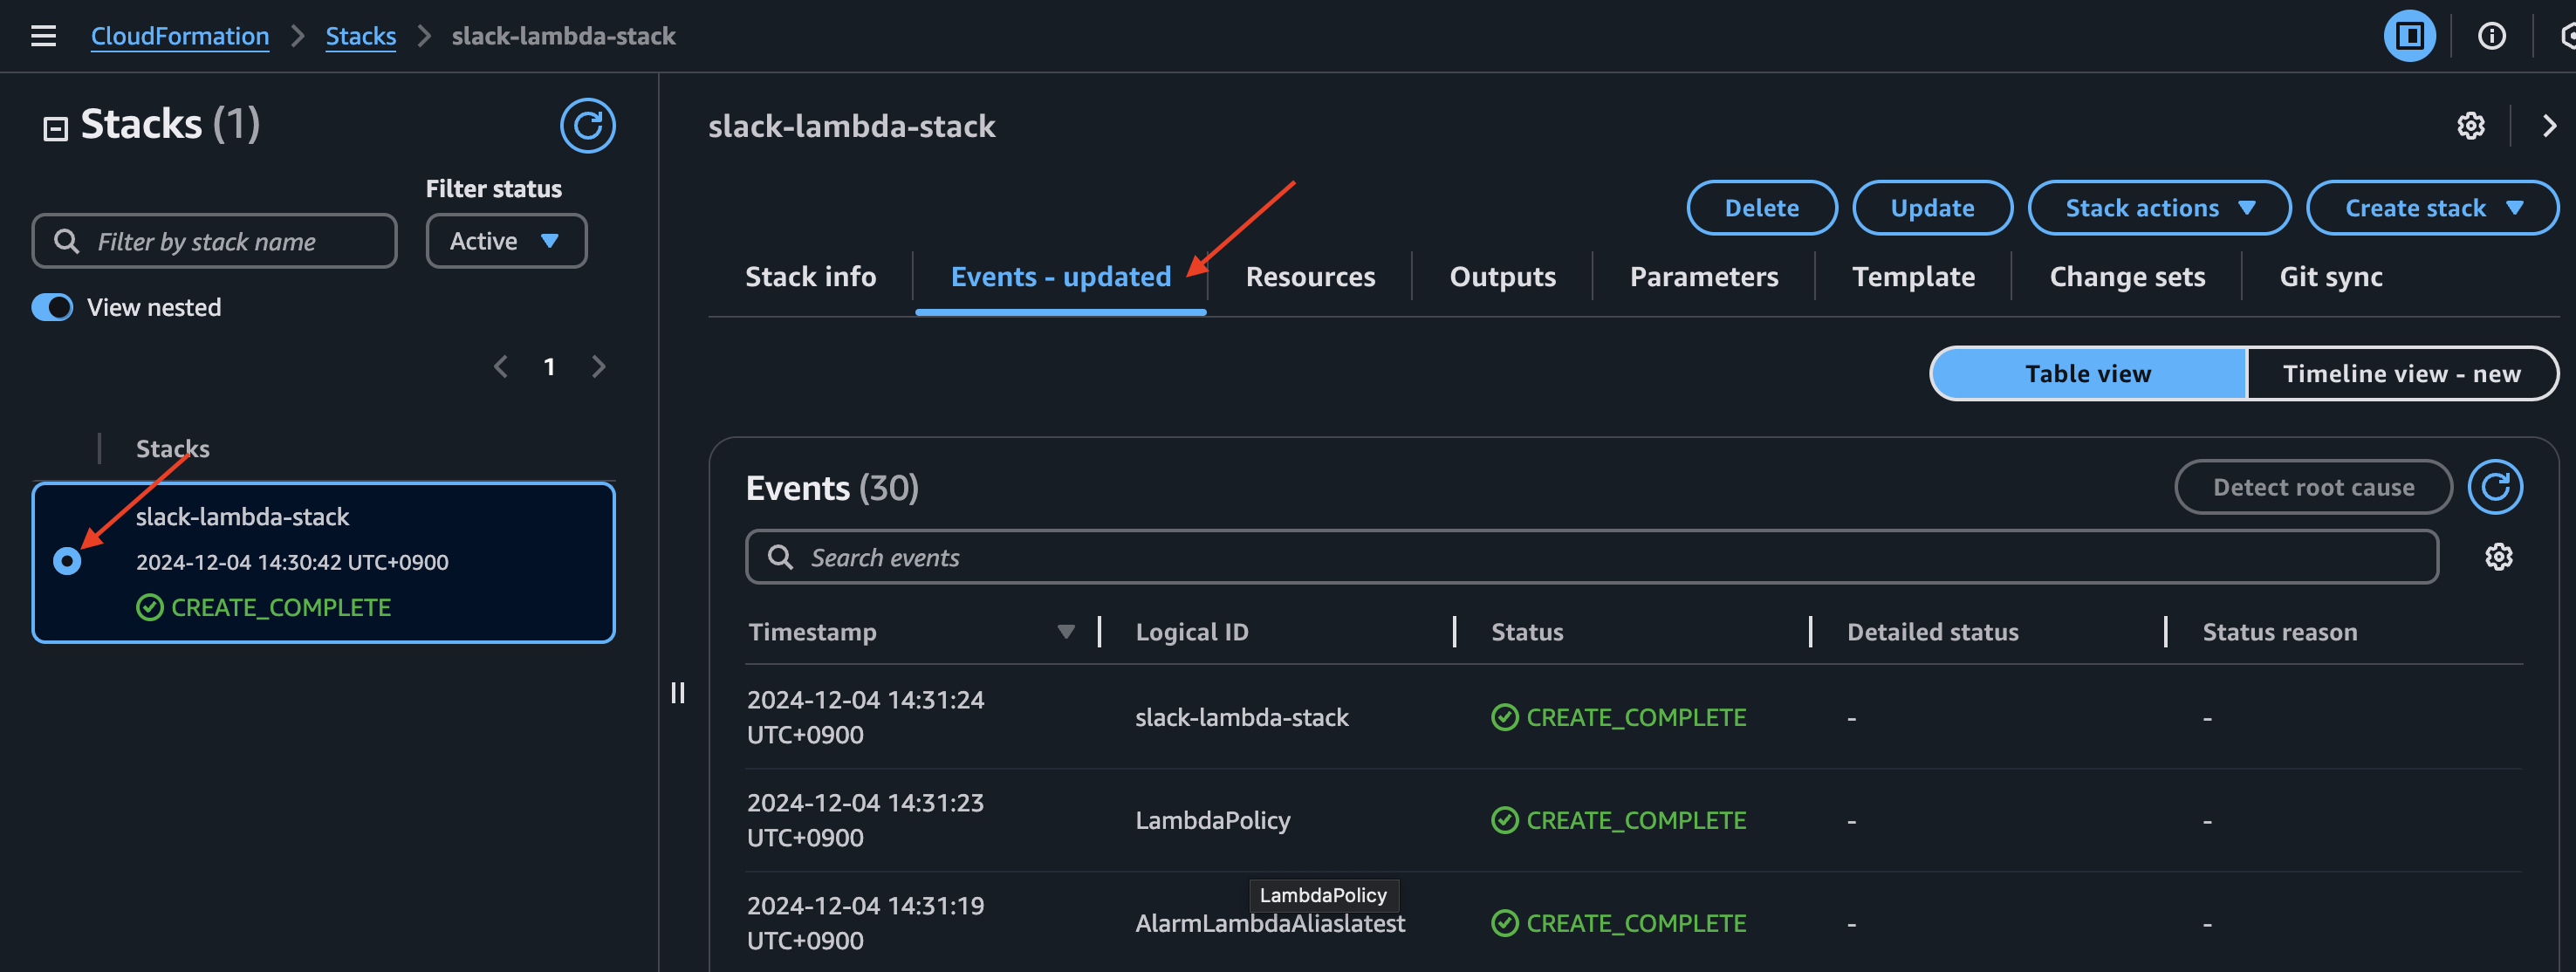 CloudFormation > Stacks > slack-lambda-stack
Stacks (1)
Filter status
Filter by stack name
Active
View nested
1
Stacks
slack-lambda-stack
2024-12-04 14:30:42 UTC+0900
CREATE_COMPLETE
slack-lambda-stack
Delete Update Stack actions Create stack
Stack info Events - updated Resources Outputs Parameters Template Change sets Git sync
Table view Timeline view - new
Events (30)
Detect root cause
Search events
Timestamp Logical ID Status Detailed status Status reason
2024-12-04 14:31:24
UTC+0900
slack-lambda-stack CREATE_COMPLETE - -
2024-12-04 14:31:23
UTC+0900
LambdaPolicy CREATE_COMPLETE - -
LambdaPolicy
2024-12-04 14:31:19
UTC+0900
AlarmLambdaAliaslatest CREATE_COMPLETE - -